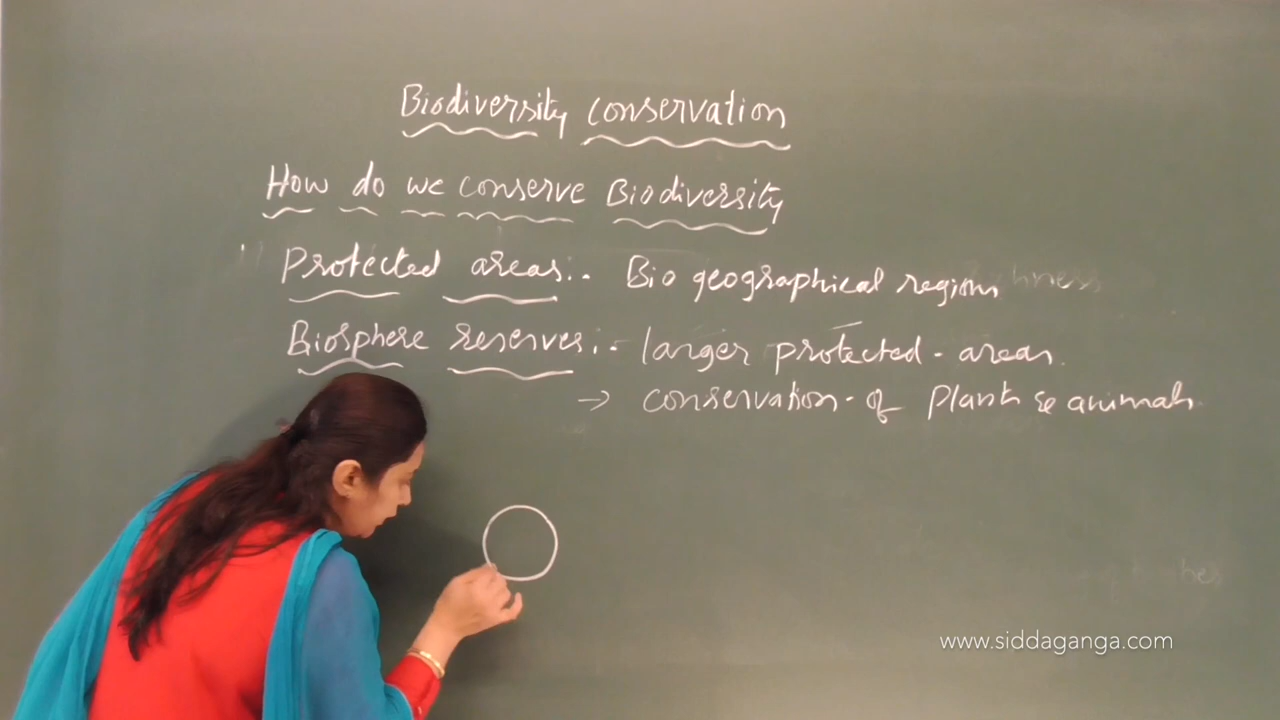 Biodiversity conservation
How do we conserve Biodiversity
Protected areas:- Bio geographical regions
Biosphere reserves:- larger protected - areas.
→ conservation - of Plants & animals
www.siddaganga.com